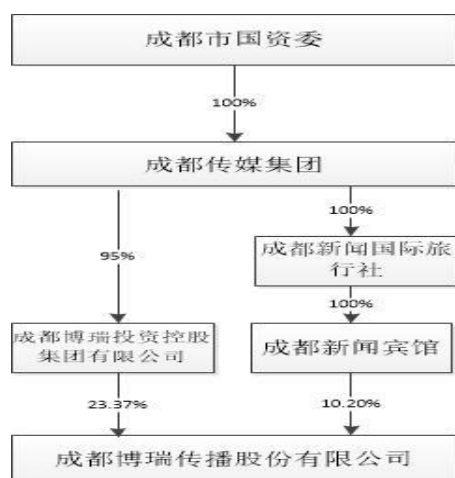 成都市国资委
100%
成都传媒集团
100%
95%
成都新闻国际旅
行社
100%
成都博瑞投资控股
集团有限公司
成都新闻宾馆
23.37%
10.20%
成都博瑞传播股份有限公司